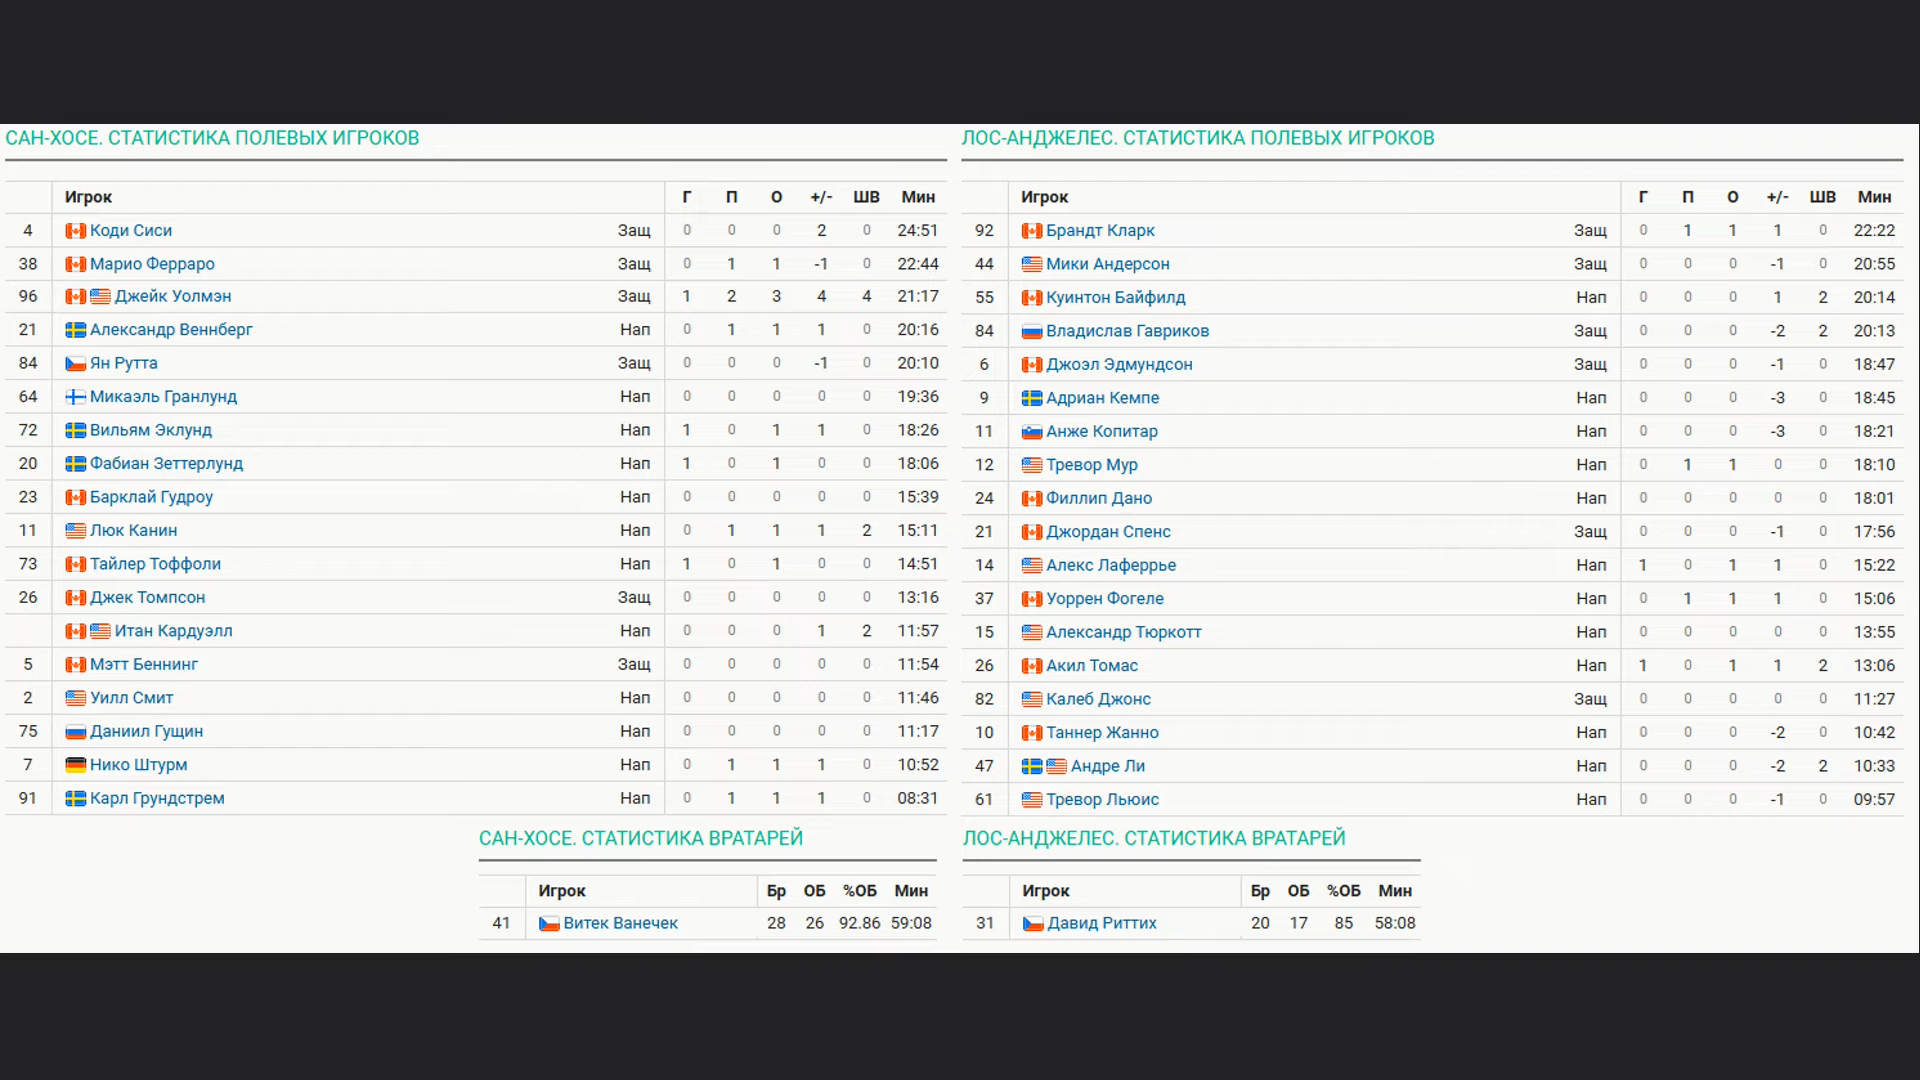 САН-ХОСЕ. СТАТИСТИКА ПОЛЕВЫХ ИГРОКОВ
Игрок Г П О +/- ШВ Мин
4 Коди Сиси Защ 0 0 0 2 0 24:51
38 Марио Ферраро Защ 0 1 1 -1 0 22:44
96 Джейк Уолмэн Защ 1 2 3 4 4 21:17
21 Александр Веннберг Нап 0 1 1 1 0 20:16
84 Ян Рутта Защ 0 0 0 -1 0 20:10
64 Микаэль Гранлунд Нап 0 0 0 0 0 19:36
72 Вильям Эклунд Нап 1 0 1 1 0 18:26
20 Фабиан Зеттерлунд Нап 1 0 1 0 0 18:06
23 Барклай Гудроу Нап 0 0 0 0 0 15:39
11 Люк Канин Нап 0 1 1 1 2 15:11
73 Тайлер Тоффоли Нап 1 0 1 0 0 14:51
26 Джек Томпсон Защ 0 0 0 0 0 13:16
Итан Кардуэлл Нап 0 0 0 1 2 11:57
5 Мэтт Беннинг Защ 0 0 0 0 0 11:54
2 Уилл Смит Нап 0 0 0 0 0 11:46
75 Даниил Гущин Нап 0 0 0 0 0 11:17
7 Нико Штурм Нап 0 1 1 1 0 10:52
91 Карл Грундстрем Нап 0 1 1 1 0 08:31
САН-ХОСЕ. СТАТИСТИКА ВРАТАРЕЙ
Игрок Бр ОБ %ОБ Мин
41 Витек Ванечек 28 26 92.86 59:08
ЛОС-АНДЖЕЛЕС. СТАТИСТИКА ПОЛЕВЫХ ИГРОКОВ
Игрок Г П О +/- ШВ Мин
92 Брандт Кларк Защ 0 1 1 1 0 22:22
44 Мики Андерсон Защ 0 0 0 -1 0 20:55
55 Куинтон Байфилд Нап 0 0 0 1 2 20:14
84 Владислав Гавриков Защ 0 0 0 -2 2 20:13
6 Джоэл Эдмундсон Защ 0 0 0 -1 0 18:47
9 Адриан Кемпе Нап 0 0 0 -3 0 18:45
11 Анже Копитар Нап 0 0 0 -3 0 18:21
12 Тревор Мур Нап 0 1 1 0 0 18:10
24 Филлип Дано Нап 0 0 0 0 0 18:01
21 Джордан Спенс Защ 0 0 0 -1 0 17:56
14 Алекс Лаферрье Нап 1 0 1 1 0 15:22
37 Уоррен Фогеле Нап 0 1 1 1 0 15:06
15 Александр Тюркотт Нап 0 0 0 0 0 13:55
26 Акил Томас Нап 1 0 1 1 2 13:06
82 Калеб Джонс Защ 0 0 0 0 0 11:27
10 Таннер Жанно Нап 0 0 0 -2 0 10:42
47 Андре Ли Нап 0 0 0 -2 2 10:33
61 Тревор Льюис Нап 0 0 0 -1 0 09:57
ЛОС-АНДЖЕЛЕС. СТАТИСТИКА ВРАТАРЕЙ
Игрок Бр ОБ %ОБ Мин
31 Давид Риттих 20 17 85 58:08